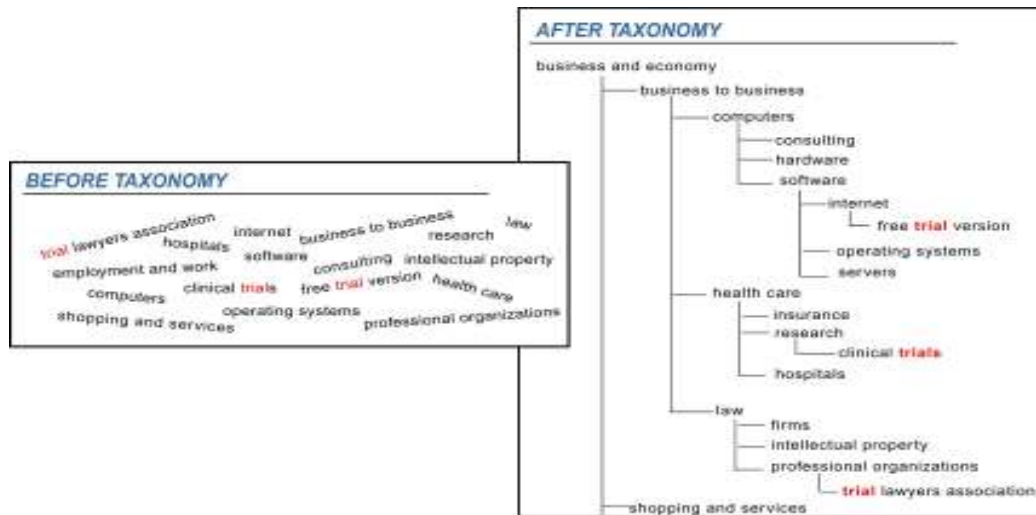 BEFORE TAXONOMY
trial lawyers association
hospitals
internet
business to business
research
law
employment and work
software
consulting
intellectual property
computers
clinical trials
free trial version
health care
shopping and services
operating systems
professional organizations
AFTER TAXONOMY
business and economy
business to business
computers
consulting
hardware
software
internet
free trial version
operating systems
servers
health care
insurance
research
clinical trials
hospitals
law
firms
intellectual property
professional organizations
trial lawyers association
shopping and services